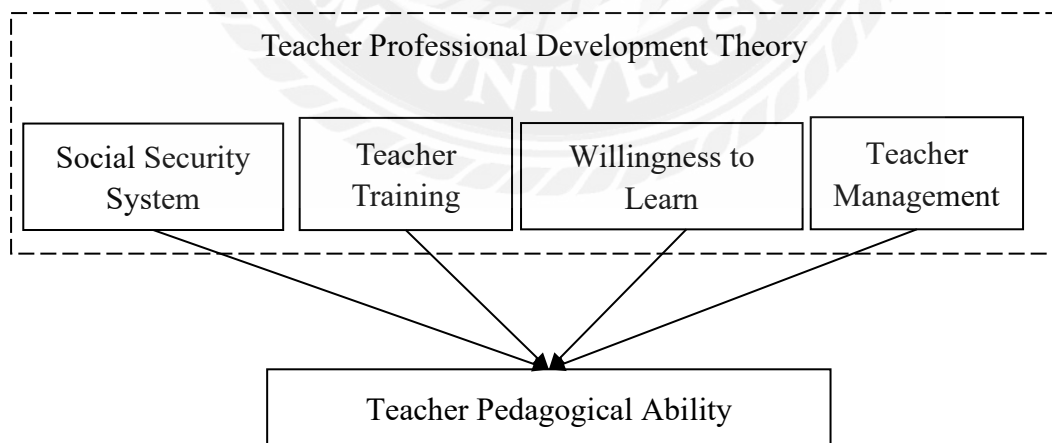 Teacher Professional Development Theory
Social Security
System
Teacher
Training
Willingness to
Learn
Teacher
Management
Teacher Pedagogical Ability